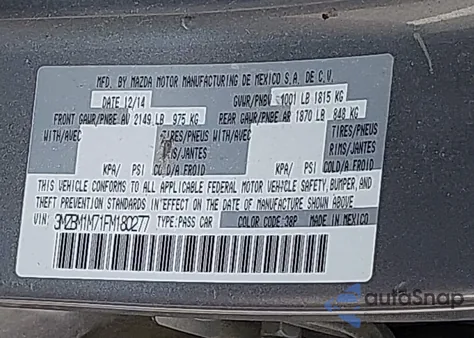 MFD. BY MAZDA MOTOR MANUFACTURING DE MEXICO S.A. DE C.V.
DATE 12/14 GVWR/PNBV 1001 LB 1815 KG
FRONT GAWR/PNBE AV 2149 LB 975 KG REAR GAWR/PNBE AR 1870 LB 848 KG
WITH/AVEC TIRES/PNEUS WITH/AVEC TIRES/PNEUS
RIMS/JANTES RIMS/JANTES
KPA/ PSI COLD/A FROID KPA/ PSI COLD/A FROID
THIS VEHICLE CONFORMS TO ALL APPLICABLE FEDERAL MOTOR VEHICLE SAFETY, BUMPER, AND
THEFT PREVENTION STANDARDS IN EFFECT ON THE DATE OF MANUFACTURE SHOWN ABOVE
VIN: 3MZBM1M71FM180277 TYPE: PASS CAR COLOR CODE: 38P MADE IN MEXICO
autoSnap